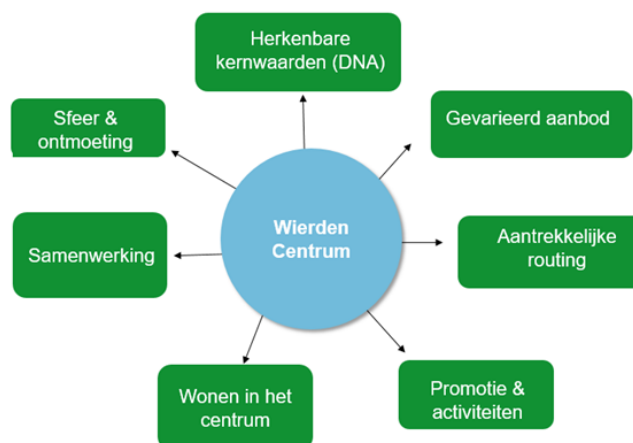 Herkenbare
kernwaarden (DNA)
Sfeer &
ontmoeting
Gevarieerd aanbod
Wierden
Centrum
Samenwerking
Aantrekkelijke
routing
Wonen in het
centrum
Promotie &
activiteiten